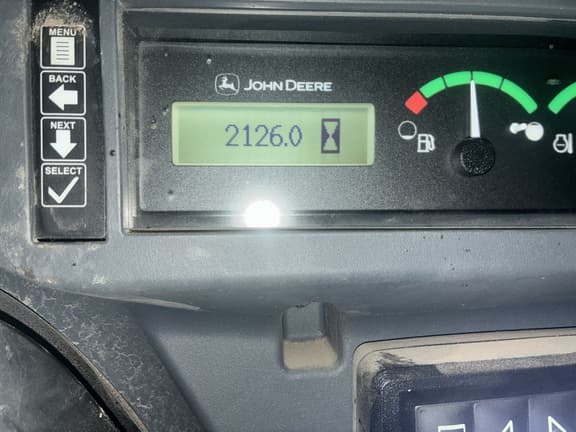 MENU
BACK
NEXT
SELECT
JOHN DEERE
2126.0